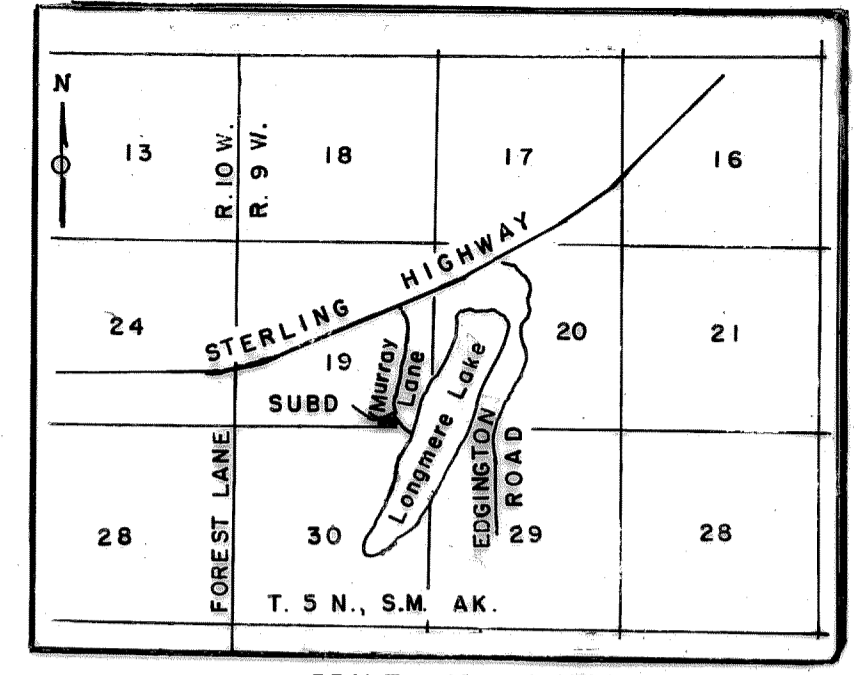 N
13
R. 10 W.
R. 9 W.
18
17
16
STERLING HIGHWAY
24
19
Murray
Lane
20
21
SUBD
Longmere Lake
EDGINGTON
ROAD
FOREST LANE
28
30
29
28
T. 5 N., S.M. AK.